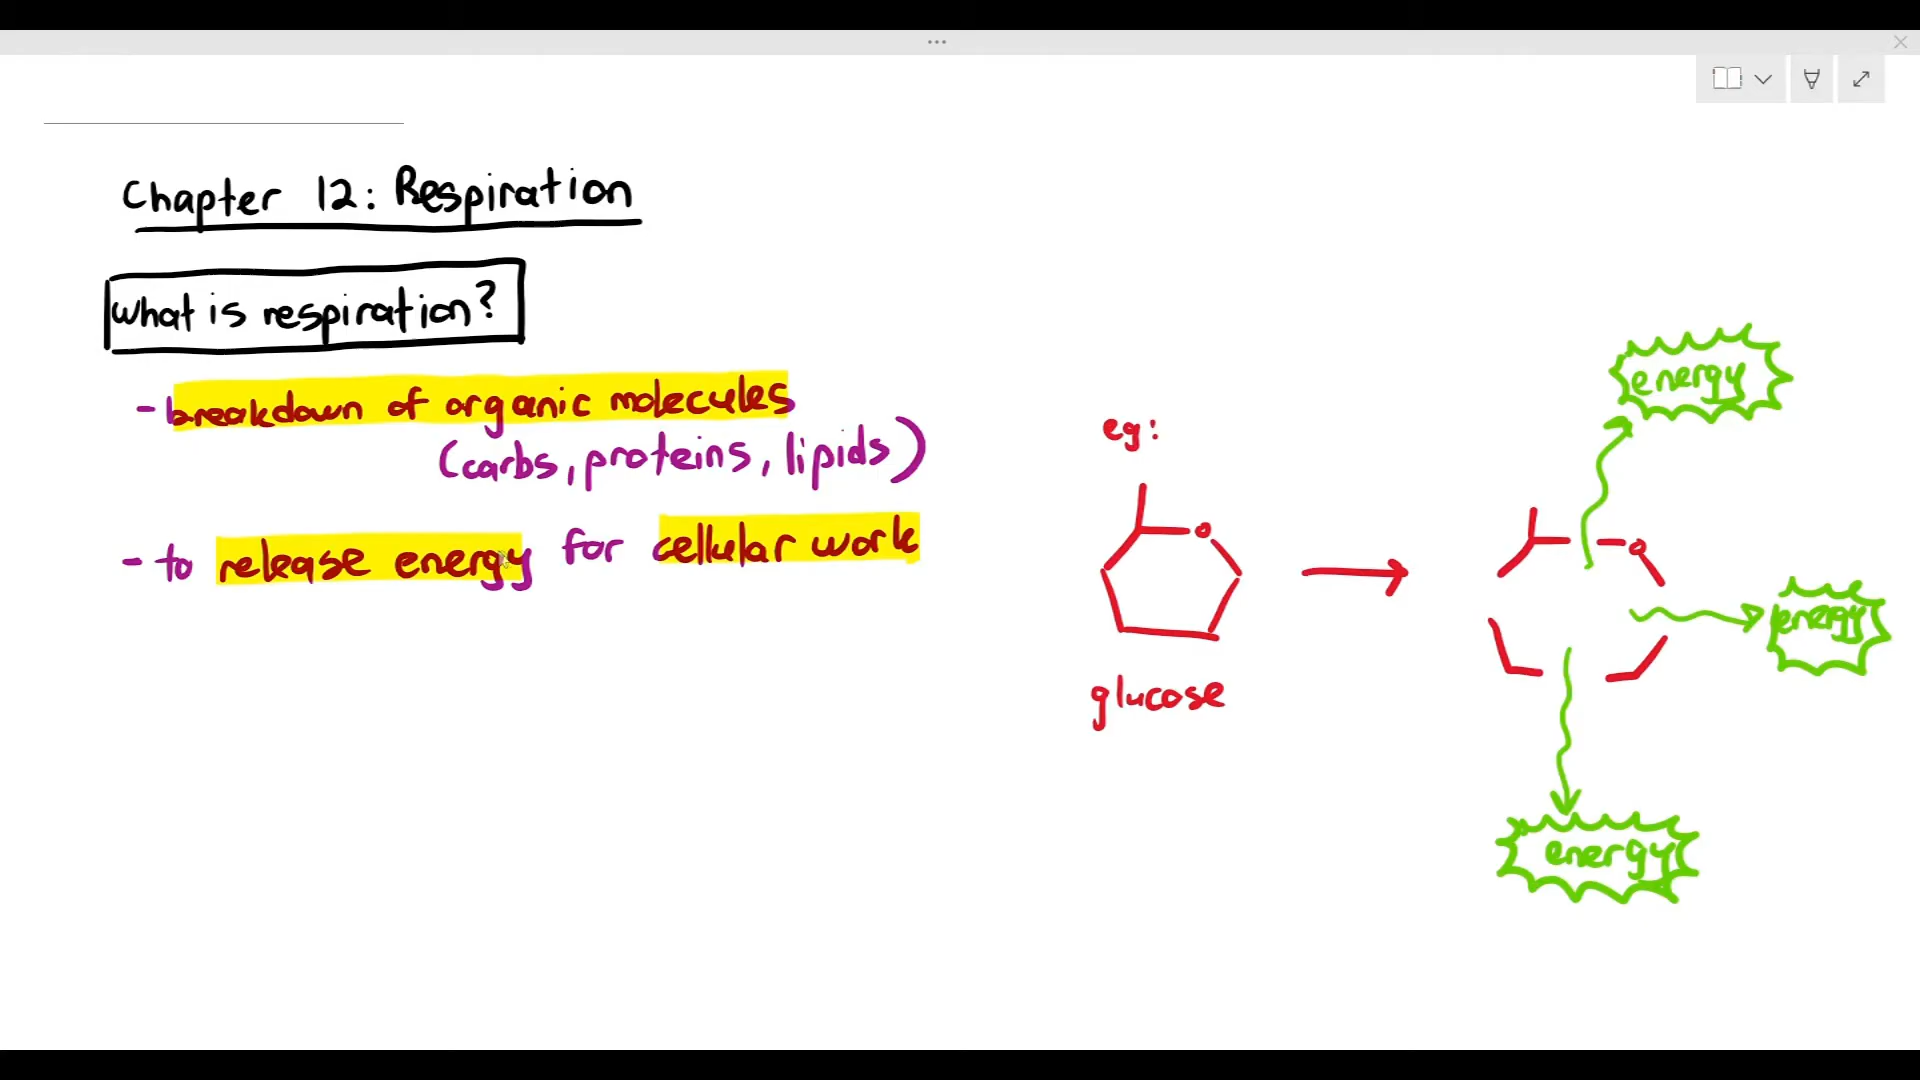 Chapter 12: Respiration
What is respiration?
- breakdown of organic molecules
(carbs, proteins, lipids)
- to release energy for cellular work
eg:
O
glucose
O
energy
energy
energy